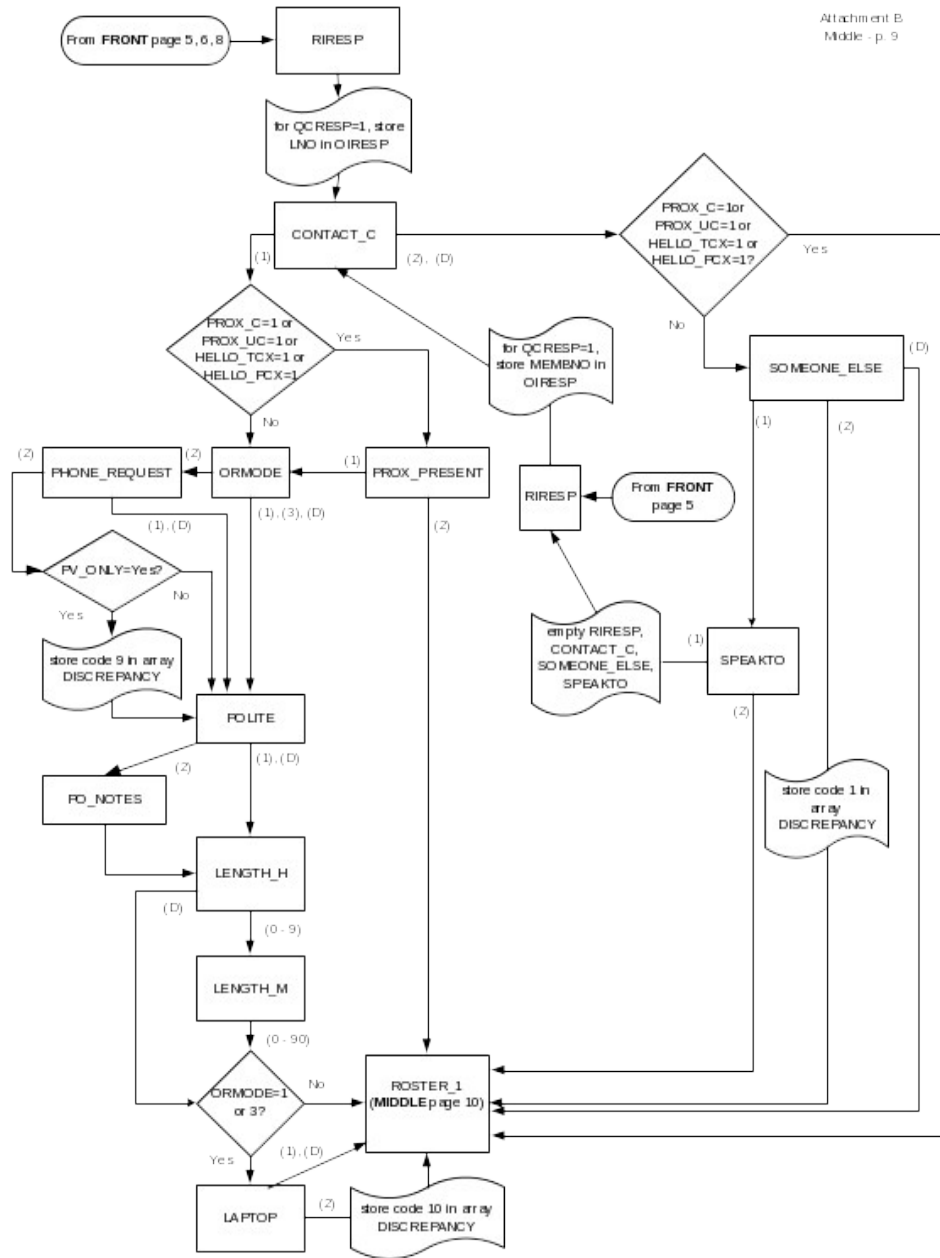 Attachment B
Middle - p. 9
From FRONT page 5, 6, 8
RIRESP
for QCRESP=1, store
LNO in OIRESP
CONTACT_C
(1)
(2), (D)
PROX_C=1or
PROX_UC=1 or
HELLO_TCX=1 or
HELLO_PCX=1?
Yes
No
PROX_C=1 or
PROX_UC=1 or
HELLO_TCX=1 or
HELLO_PCX=1
Yes
No
for QCRESP=1,
store MEMBNO in
OIRESP
SOMEONE_ELSE
(D)
(1)
(2)
PHONE_REQUEST
(2)
(2)
ORMODE
(1)
PROX_PRESENT
RIRESP
From FRONT
page 5
(1), (D)
(1), (3), (D)
(2)
PV_ONLY=Yes?
Yes
No
store code 9 in array
DISCREPANCY
empty RIRESP,
CONTACT_C,
SOMEONE_ELSE,
SPEAKTO
(1)
SPEAKTO
(2)
POLITE
(2)
(1), (D)
PO_NOTES
store code 1 in
array
DISCREPANCY
LENGTH_H
(D)
(0 - 9)
LENGTH_M
(0 - 90)
ORMODE=1
or 3?
No
Yes
ROSTER_1
(MIDDLE page 10)
(1), (D)
LAPTOP
(2)
store code 10 in array
DISCREPANCY